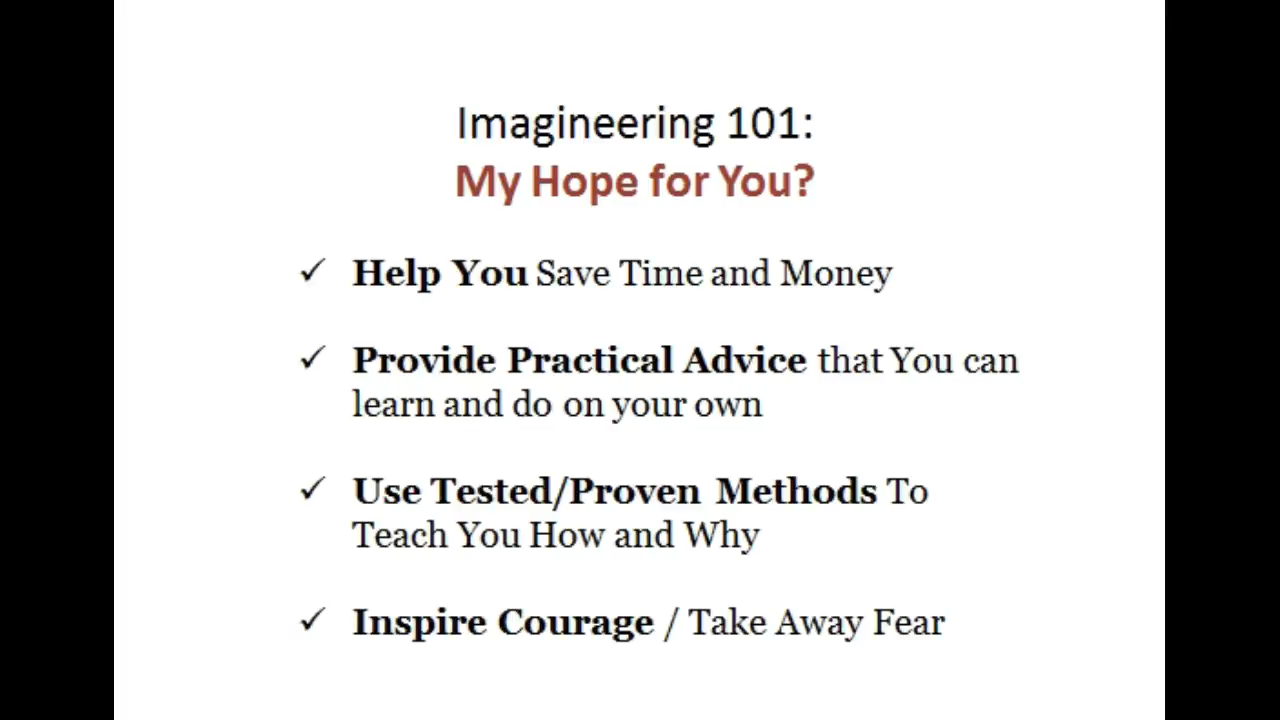 Imagineering 101:
My Hope for You?
✓ Help You Save Time and Money
✓ Provide Practical Advice that You can
learn and do on your own
✓ Use Tested/Proven Methods To
Teach You How and Why
✓ Inspire Courage / Take Away Fear